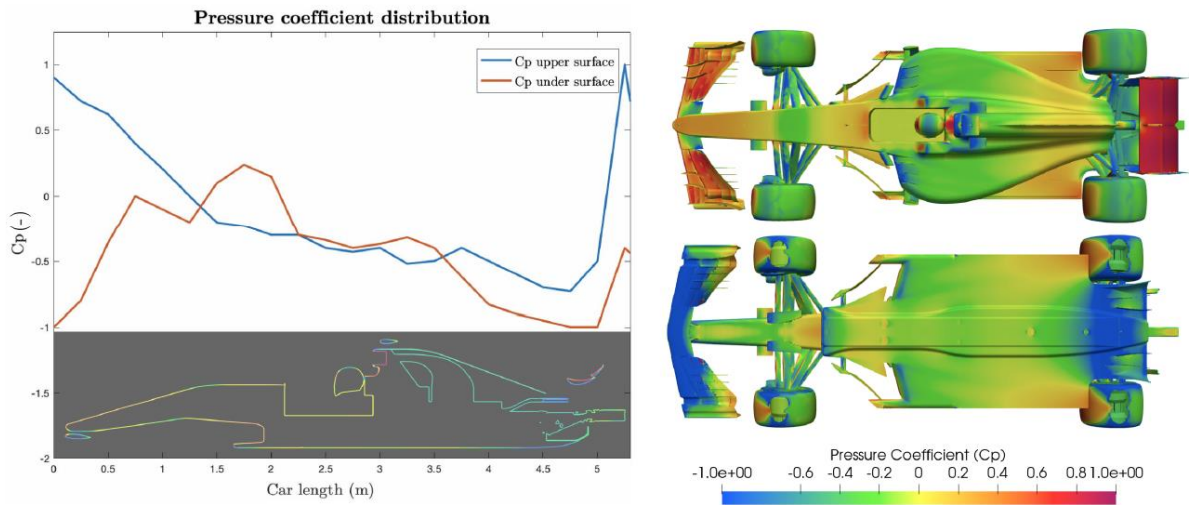 Pressure coefficient distribution
Cp upper surface
Cp under surface
1
0.5
0
-0.5
-1
-1.5
-2
Cp (-)
0 0.5 1 1.5 2 2.5 3 3.5 4 4.5 5
Car length (m)
Pressure Coefficient (Cp)
-1.0e+00 -0.6 -0.4 -0.2 0 0.2 0.4 0.6 0.8 1.0e+00